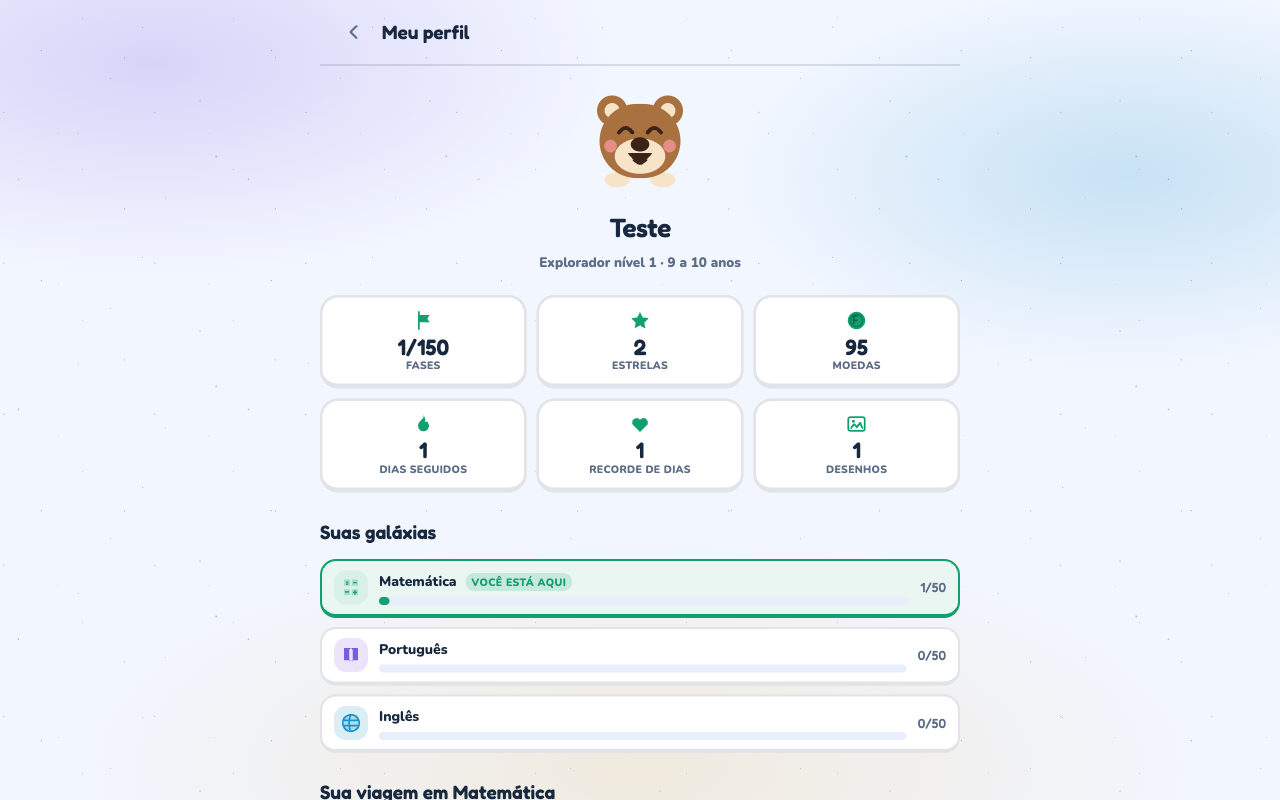 Meu perfil
Teste
Explorador nível 1 · 9 a 10 anos
1/150
FASES
2
ESTRELAS
95
MOEDAS
1
DIAS SEGUIDOS
1
RECORDE DE DIAS
1
DESENHOS
Suas galáxias
Matemática VOCÊ ESTÁ AQUI
1/50
Português
0/50
Inglês
0/50
Sua viagem em Matemática